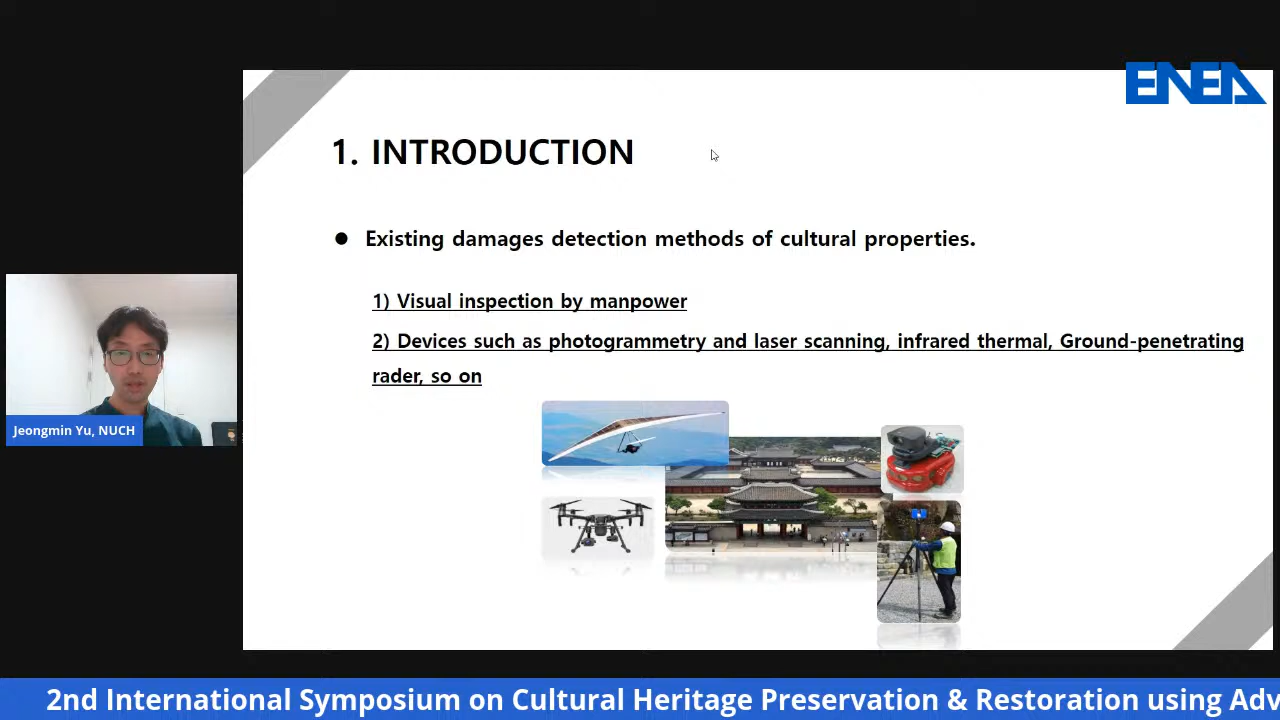 ENEA
1. INTRODUCTION
● Existing damages detection methods of cultural properties.
1) Visual inspection by manpower
2) Devices such as photogrammetry and laser scanning, infrared thermal, Ground-penetrating
rader, so on
Jeongmin Yu, NUCH
2nd International Symposium on Cultural Heritage Preservation & Restoration using Adv